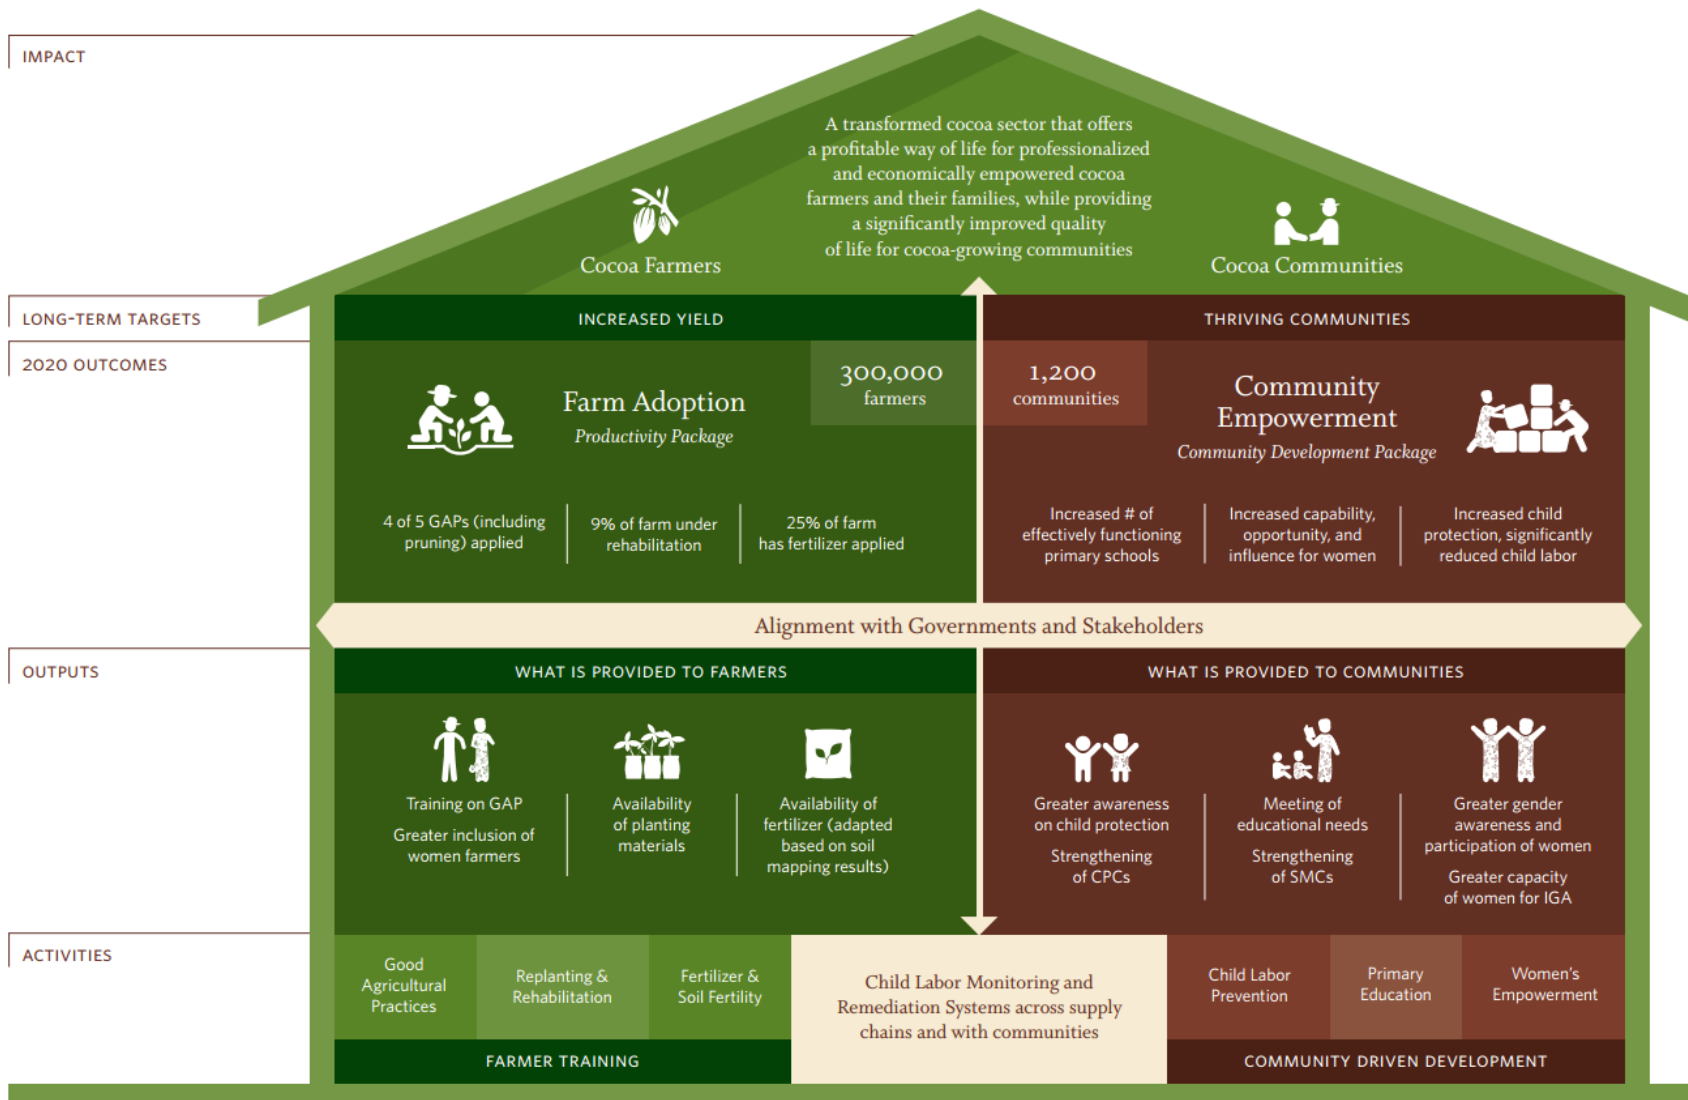 IMPACT
A transformed cocoa sector that offers
a profitable way of life for professionalized
and economically empowered cocoa
farmers and their families, while providing
a significantly improved quality
of life for cocoa-growing communities
Cocoa Farmers
Cocoa Communities
LONG-TERM TARGETS
INCREASED YIELD
THRIVING COMMUNITIES
2020 OUTCOMES
Farm Adoption
Productivity Package
300,000
farmers
1,200
communities
Community
Empowerment
Community Development Package
4 of 5 GAPs (including
pruning) applied
9% of farm under
rehabilitation
25% of farm
has fertilizer applied
Increased # of
effectively functioning
primary schools
Increased capability,
opportunity, and
influence for women
Increased child
protection, significantly
reduced child labor
Alignment with Governments and Stakeholders
OUTPUTS
WHAT IS PROVIDED TO FARMERS
WHAT IS PROVIDED TO COMMUNITIES
Training on GAP
Greater inclusion of
women farmers
Availability
of planting
materials
Availability of
fertilizer (adapted
based on soil
mapping results)
Greater awareness
on child protection
Strengthening
of CPCs
Meeting of
educational needs
Strengthening
of SMCs
Greater gender
awareness and
participation of women
Greater capacity
of women for IGA
ACTIVITIES
Good
Agricultural
Practices
Replanting &
Rehabilitation
Fertilizer &
Soil Fertility
Child Labor Monitoring and
Remediation Systems across supply
chains and with communities
Child Labor
Prevention
Primary
Education
Women's
Empowerment
FARMER TRAINING
COMMUNITY DRIVEN DEVELOPMENT